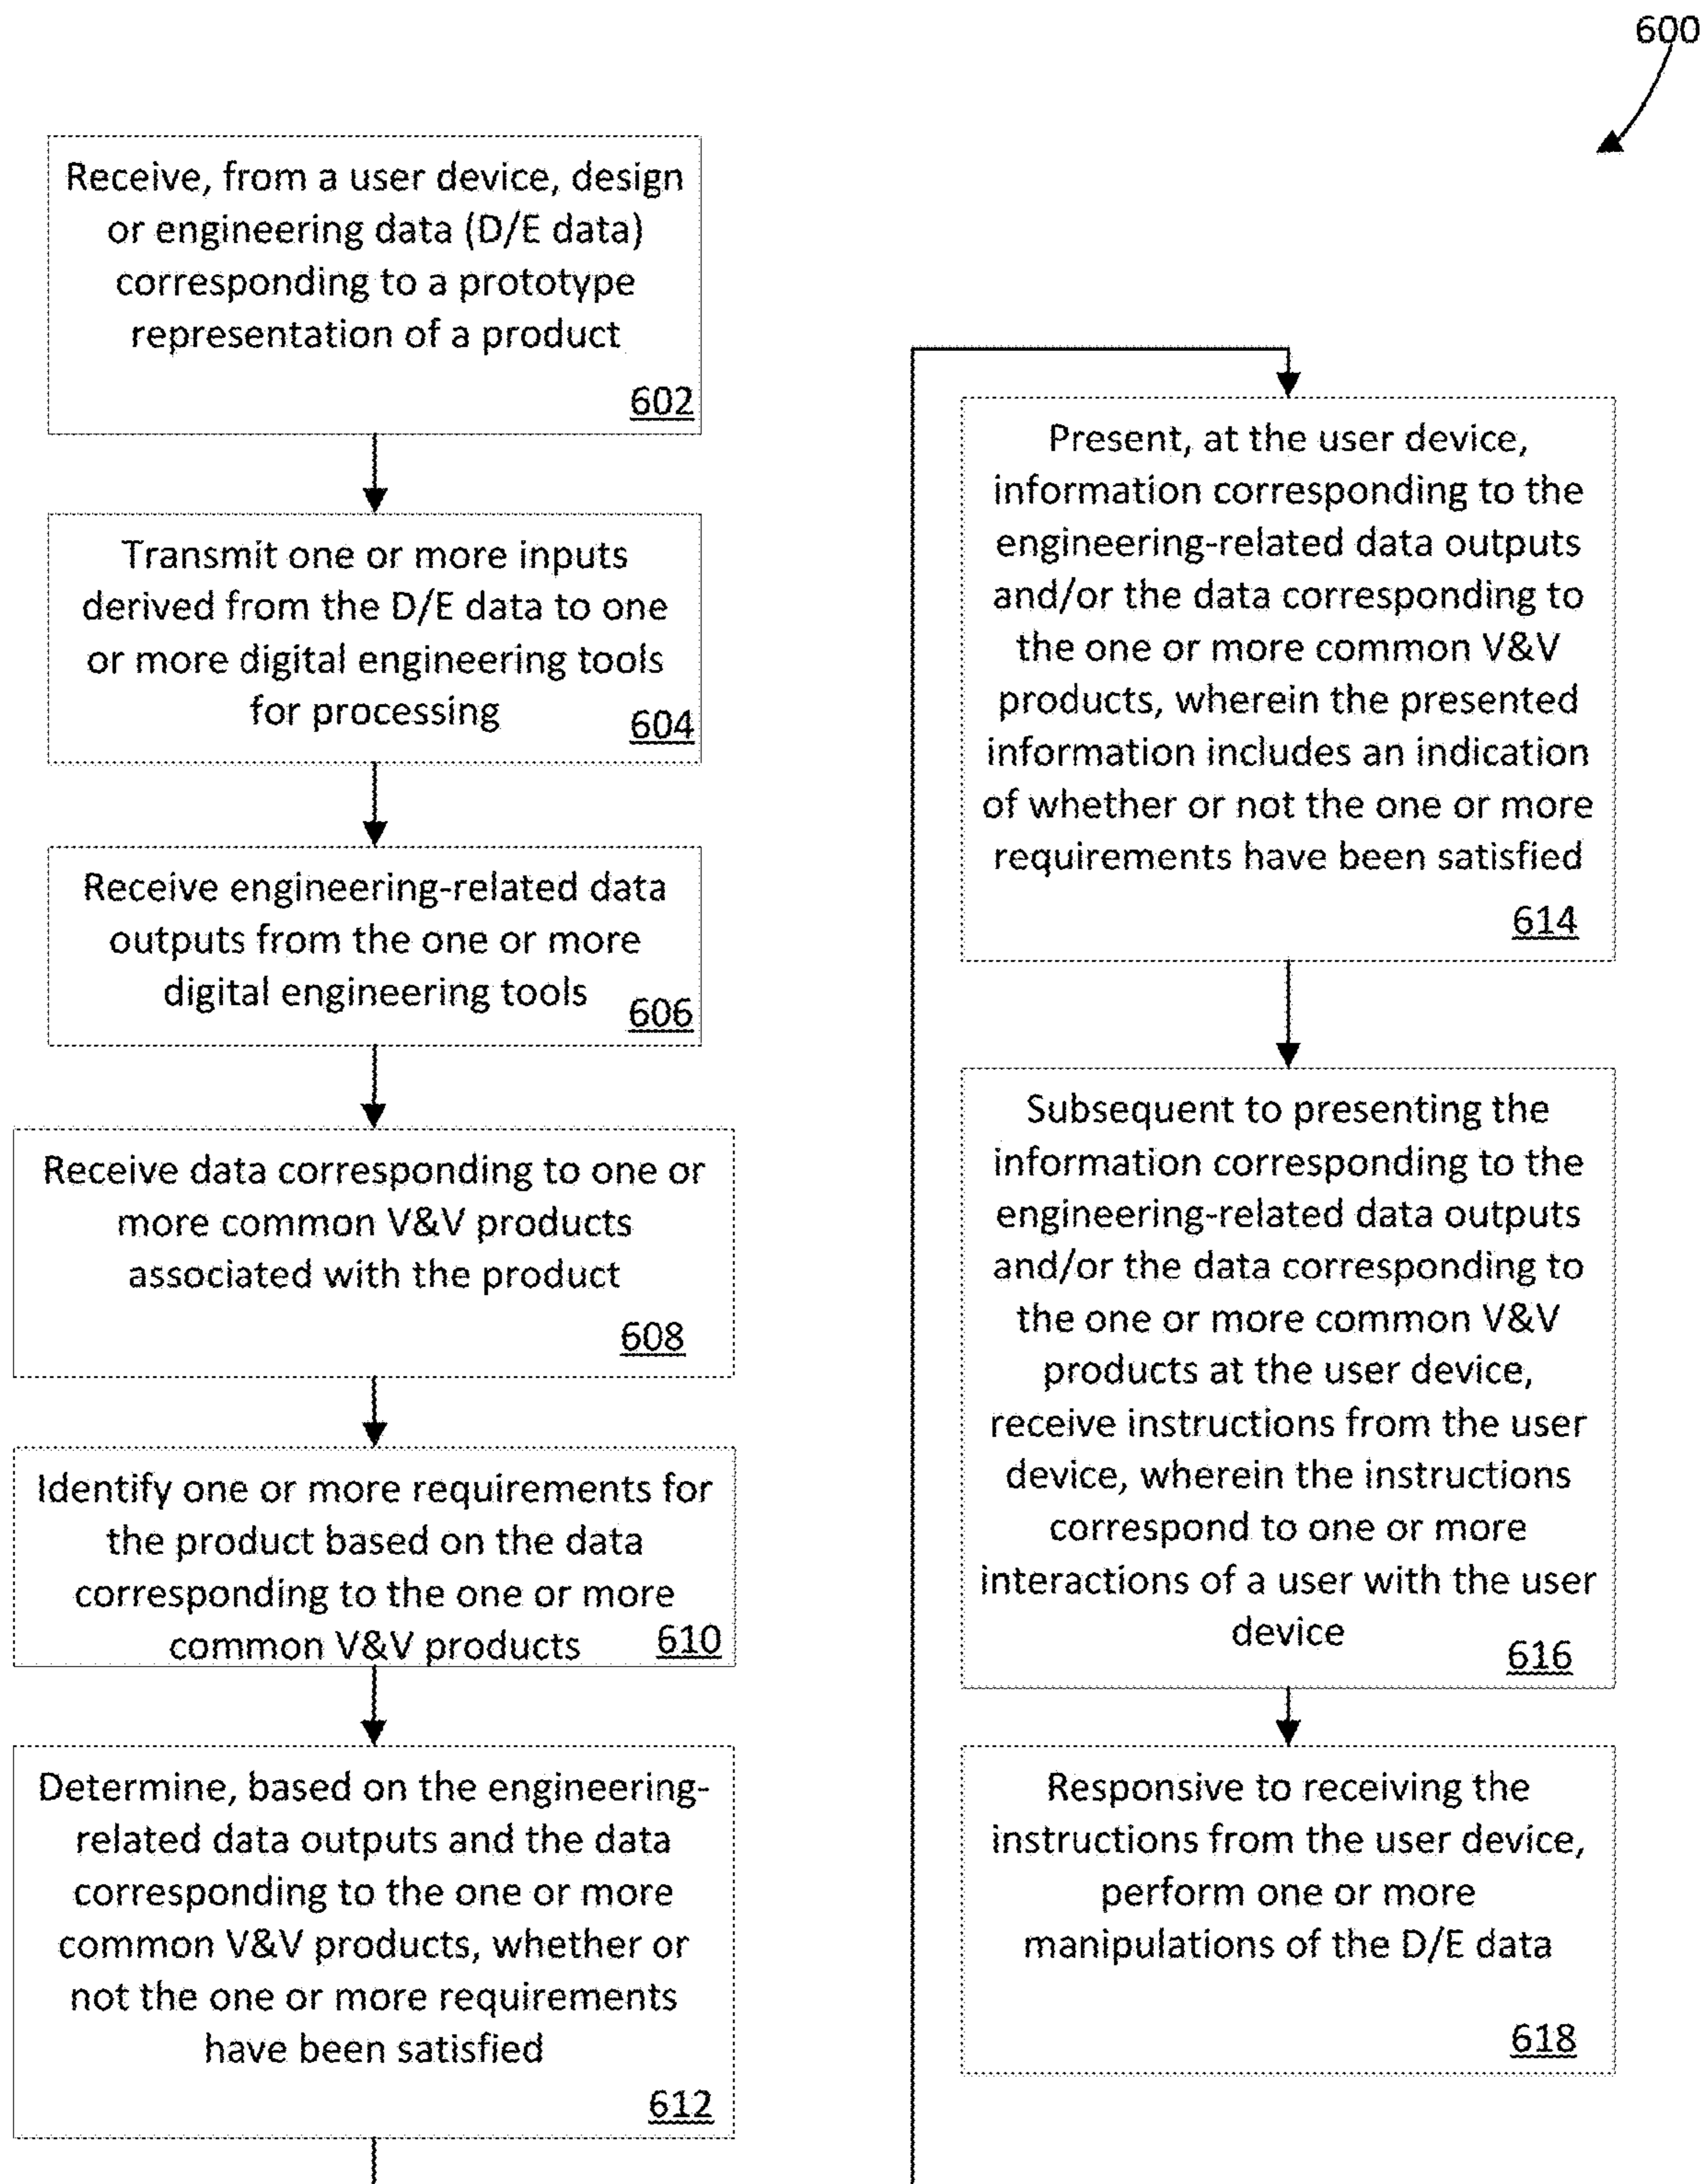 600
Receive, from a user device, design
or engineering data (D/E data)
corresponding to a prototype
representation of a product
602
Transmit one or more inputs
derived from the D/E data to one
or more digital engineering tools
for processing
604
Receive engineering-related data
outputs from the one or more
digital engineering tools
606
Receive data corresponding to one or
more common V&V products
associated with the product
608
Identify one or more requirements for
the product based on the data
corresponding to the one or more
common V&V products
610
Determine, based on the engineering-
related data outputs and the data
corresponding to the one or more
common V&V products, whether or
not the one or more requirements
have been satisfied
612
Present, at the user device,
information corresponding to the
engineering-related data outputs
and/or the data corresponding to
the one or more common V&V
products, wherein the presented
information includes an indication
of whether or not the one or more
requirements have been satisfied
614
Subsequent to presenting the
information corresponding to the
engineering-related data outputs
and/or the data corresponding to
the one or more common V&V
products at the user device,
receive instructions from the user
device, wherein the instructions
correspond to one or more
interactions of a user with the user
device
616
Responsive to receiving the
instructions from the user device,
perform one or more
manipulations of the D/E data
618